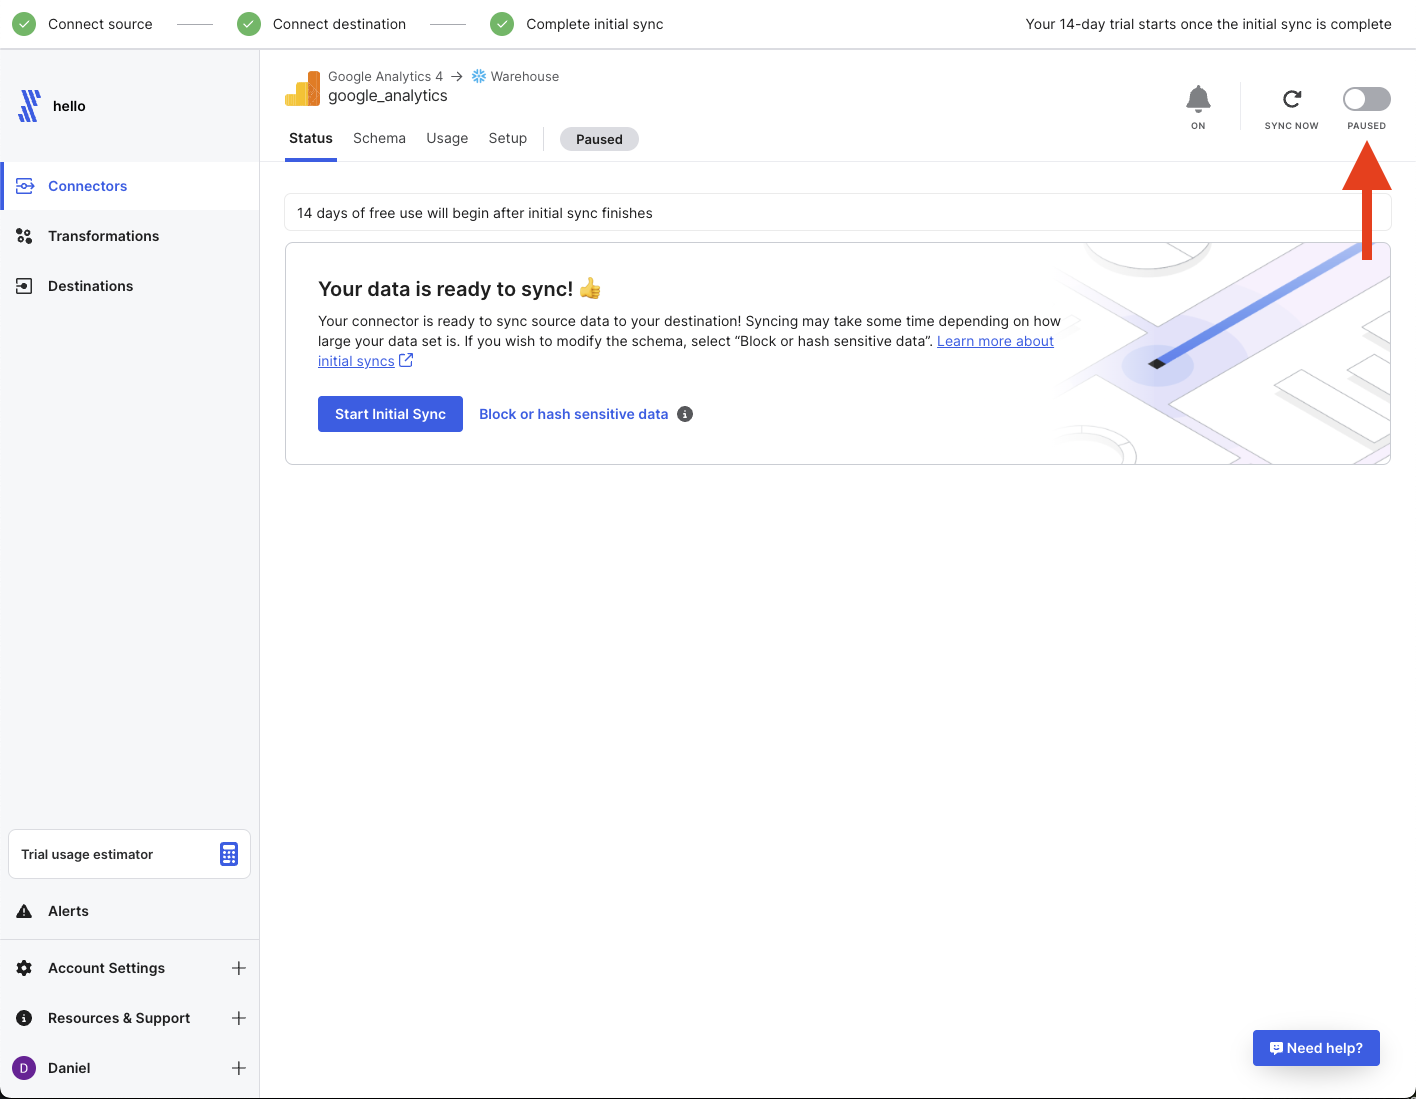 Connect source
Connect destination
Complete initial sync
Your 14-day trial starts once the initial sync is complete
hello
Google Analytics 4 → Warehouse
google_analytics
ON
SYNC NOW
PAUSED
Status
Schema
Usage
Setup
Paused
Connectors
Transformations
Destinations
14 days of free use will begin after initial sync finishes
Your data is ready to sync! 👍
Your connector is ready to sync source data to your destination! Syncing may take some time depending on how
large your data set is. If you wish to modify the schema, select “Block or hash sensitive data”. Learn more about
initial syncs
Start Initial Sync
Block or hash sensitive data
Trial usage estimator
Alerts
Account Settings
Resources & Support
D
Daniel
Need help?